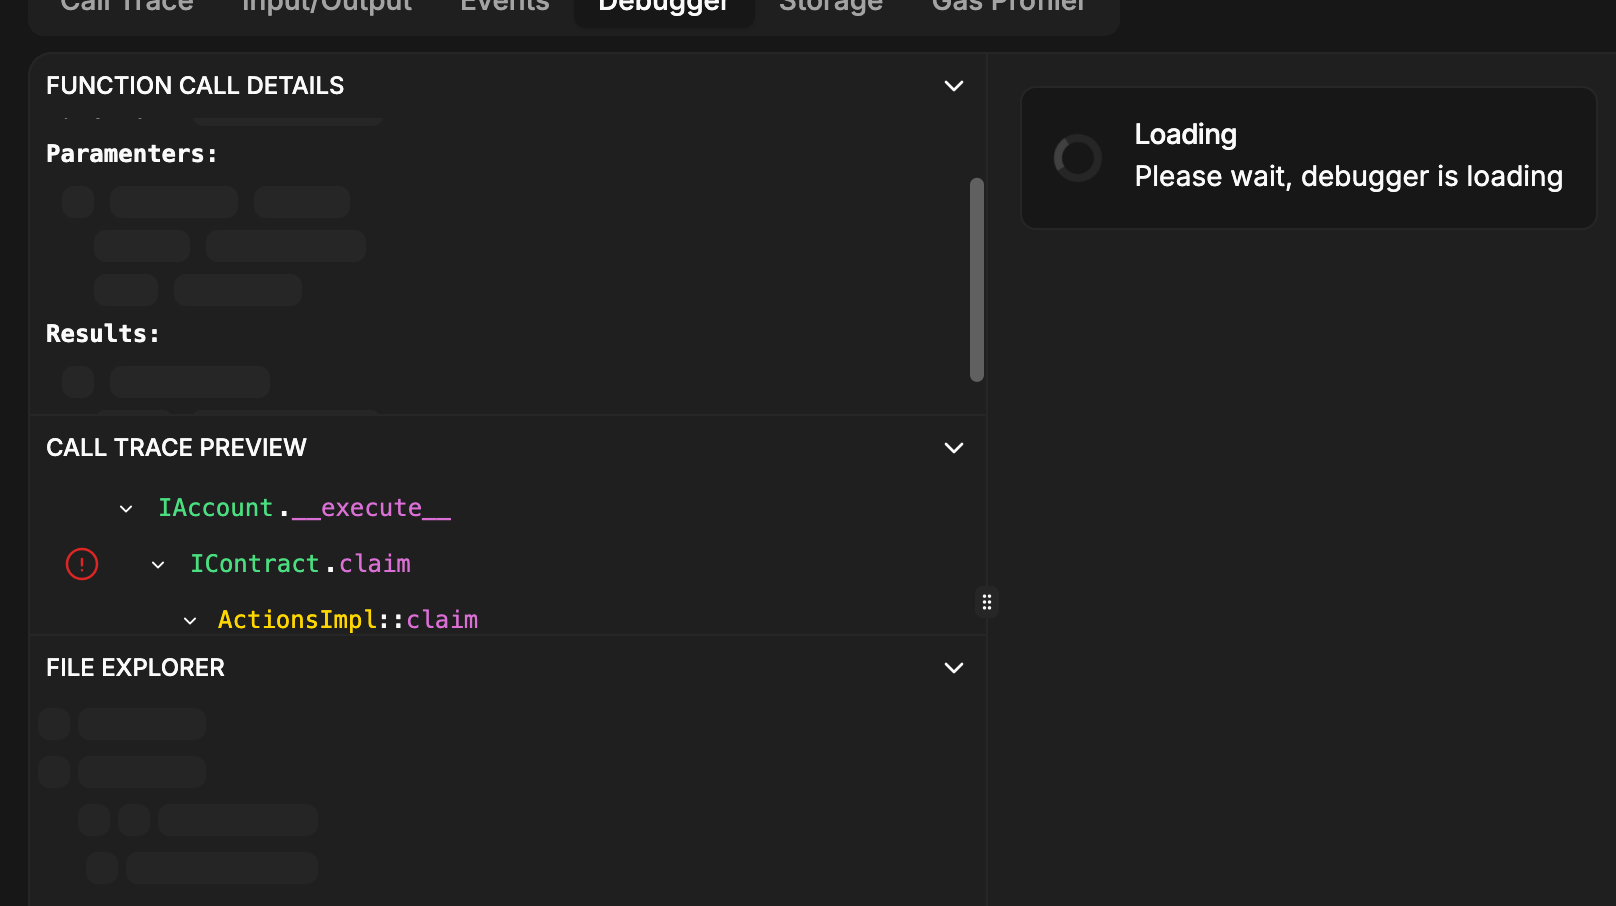 Call Trace Input/Output Events Debugger Storage Gas Profiler
FUNCTION CALL DETAILS
Paramenters:
Results:
CALL TRACE PREVIEW
IAccount.__execute__
IContract.claim
ActionsImpl::claim
FILE EXPLORER
Loading
Please wait, debugger is loading